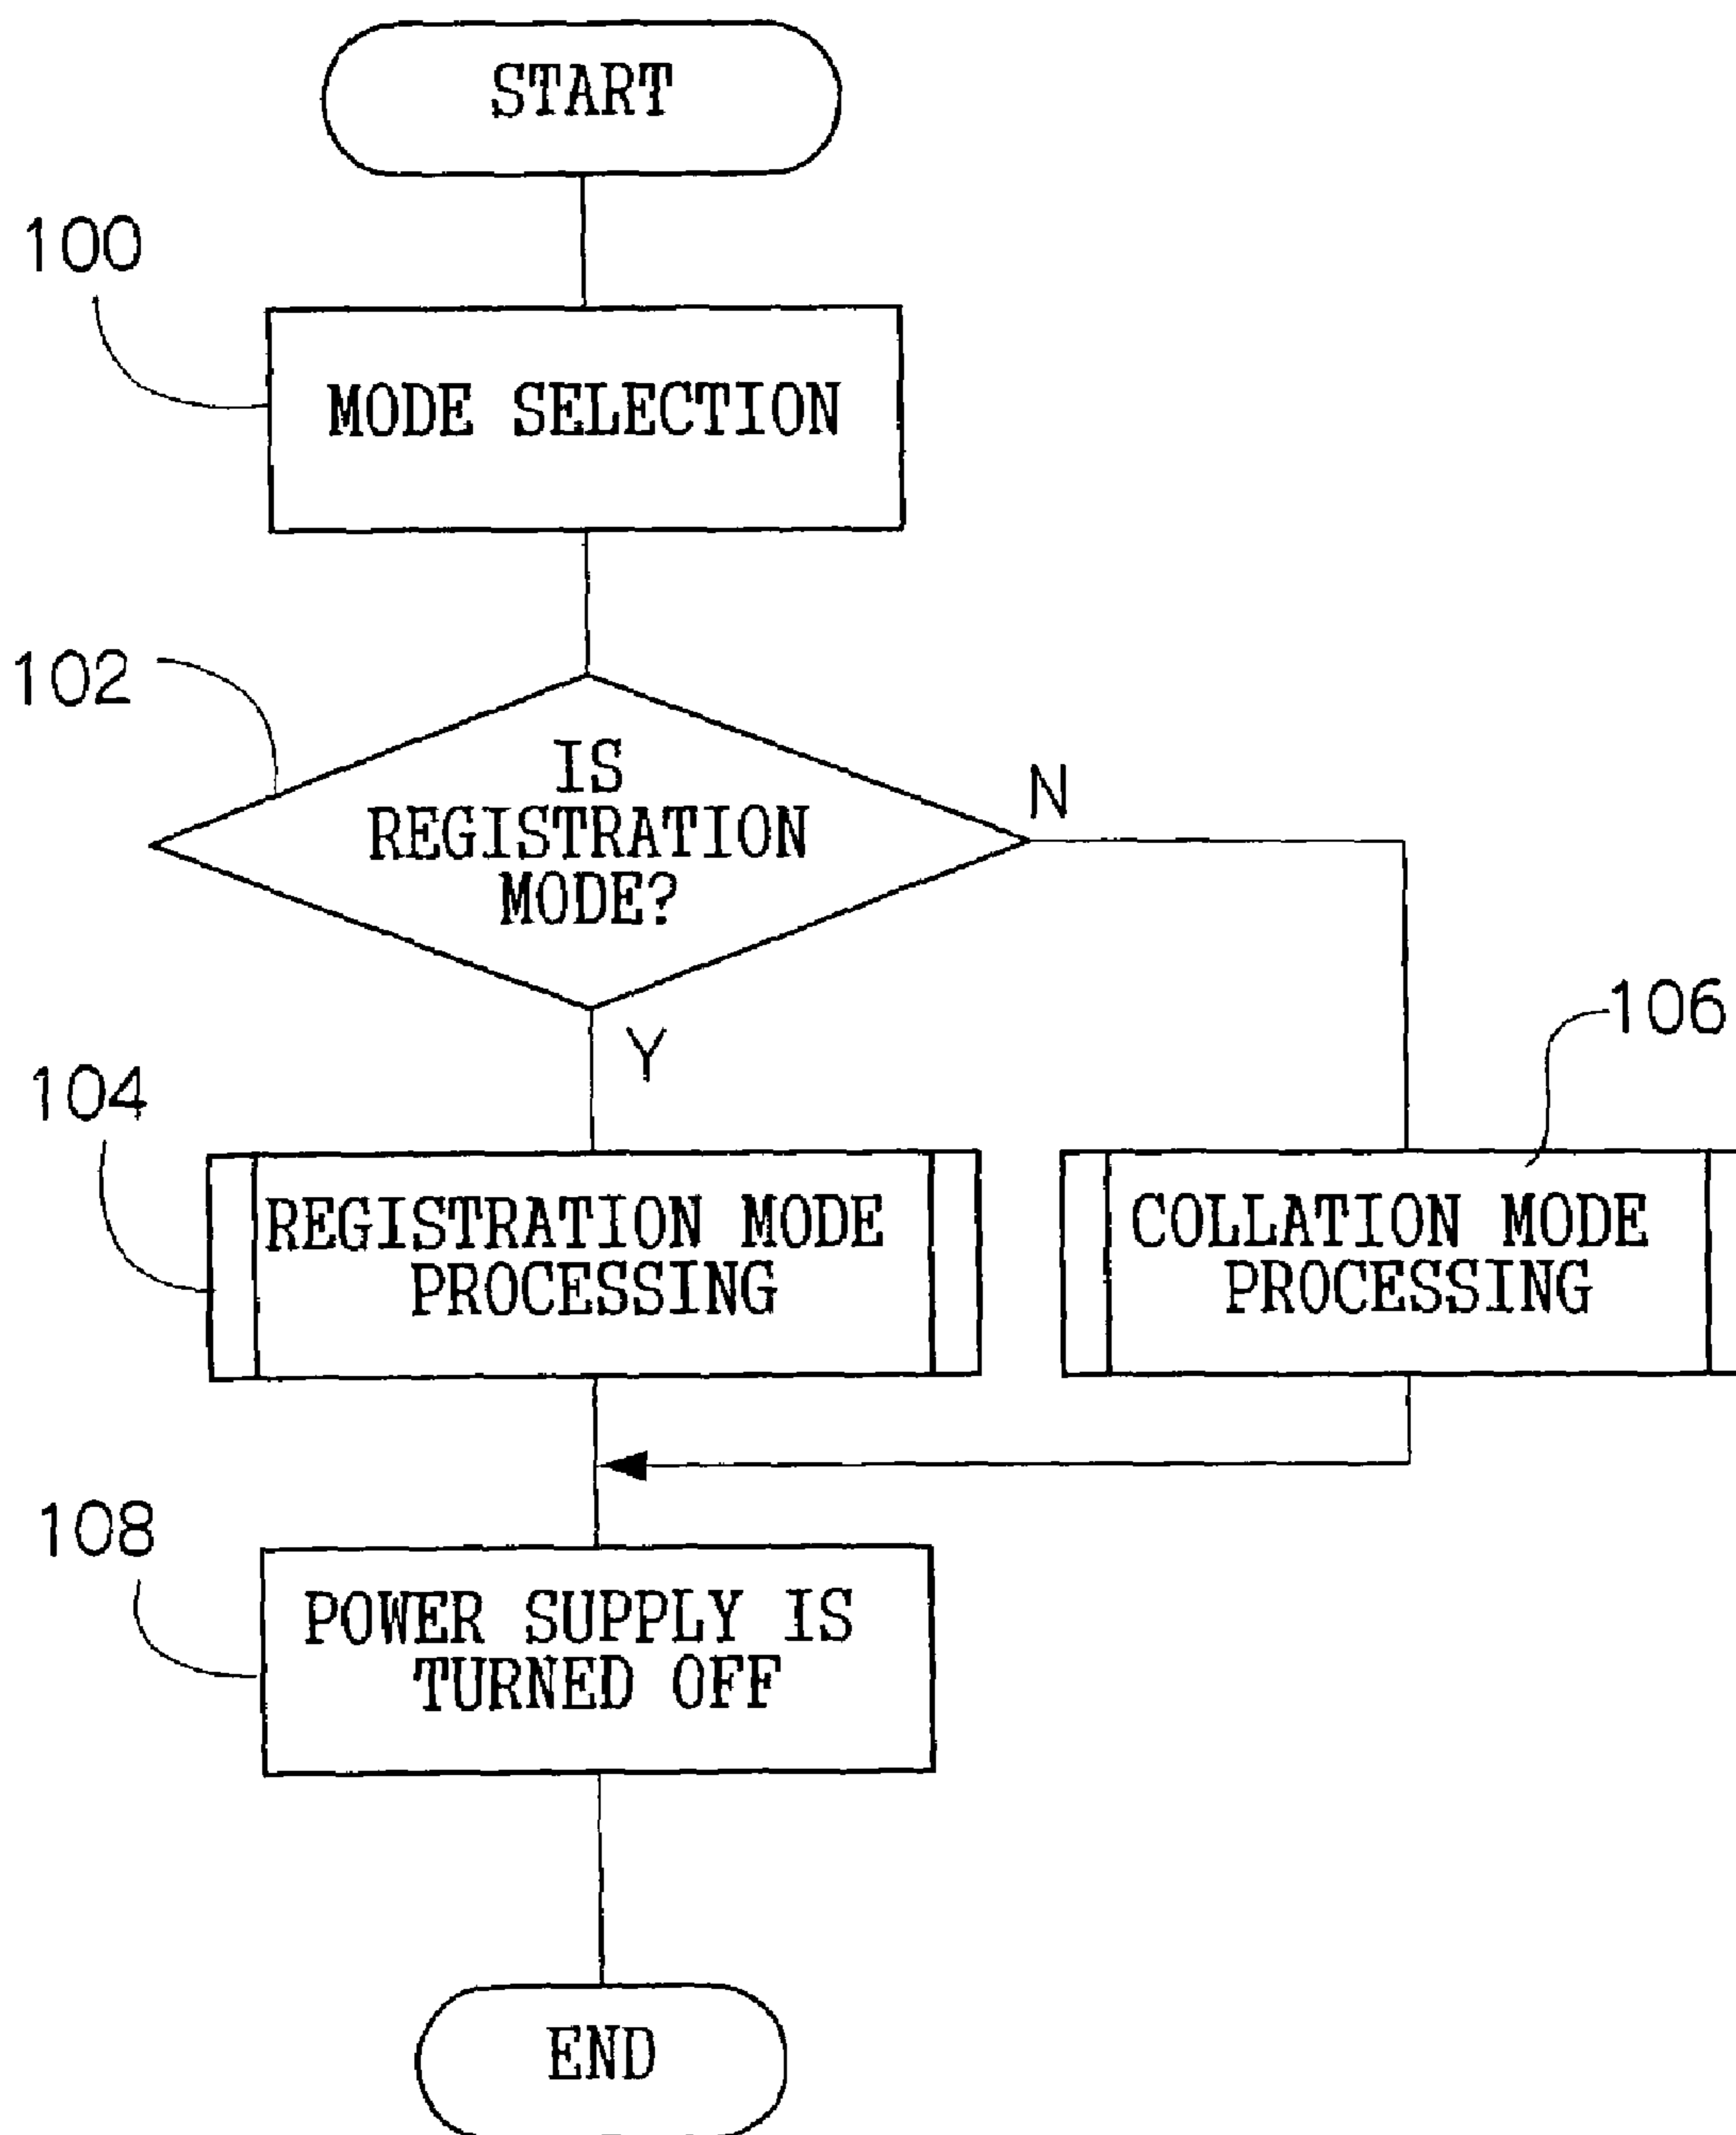 START
100
MODE SELECTION
102
IS
REGISTRATION
MODE?
N
Y
104
REGISTRATION MODE
PROCESSING
106
COLLATION MODE
PROCESSING
108
POWER SUPPLY IS
TURNED OFF
END